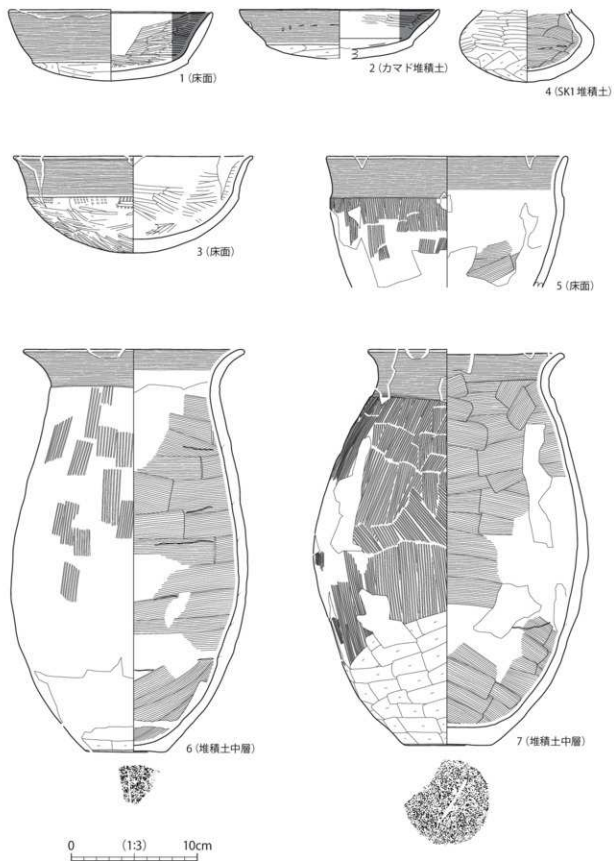 1 (床面)
2 (カマド堆積土)
4 (SK1 堆積土)
3 (床面)
5 (床面)
6 (堆積土中層)
7 (堆積土中層)
0 (1:3) 10cm